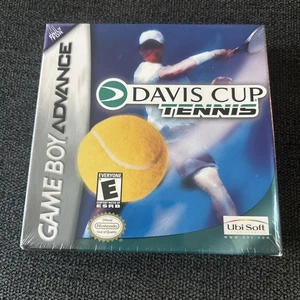 GAME BOY ADVANCE
DAVIS CUP
TENNIS
E
EVERYONE
ESRB
Nintendo
Ubi Soft